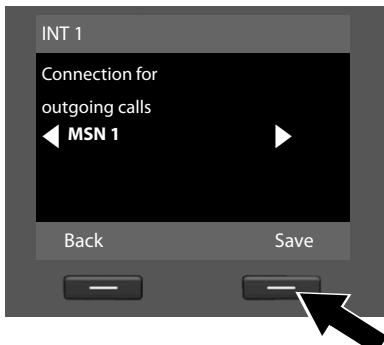 INT 1
Connection for
outgoing calls
MSN 1
Back Save